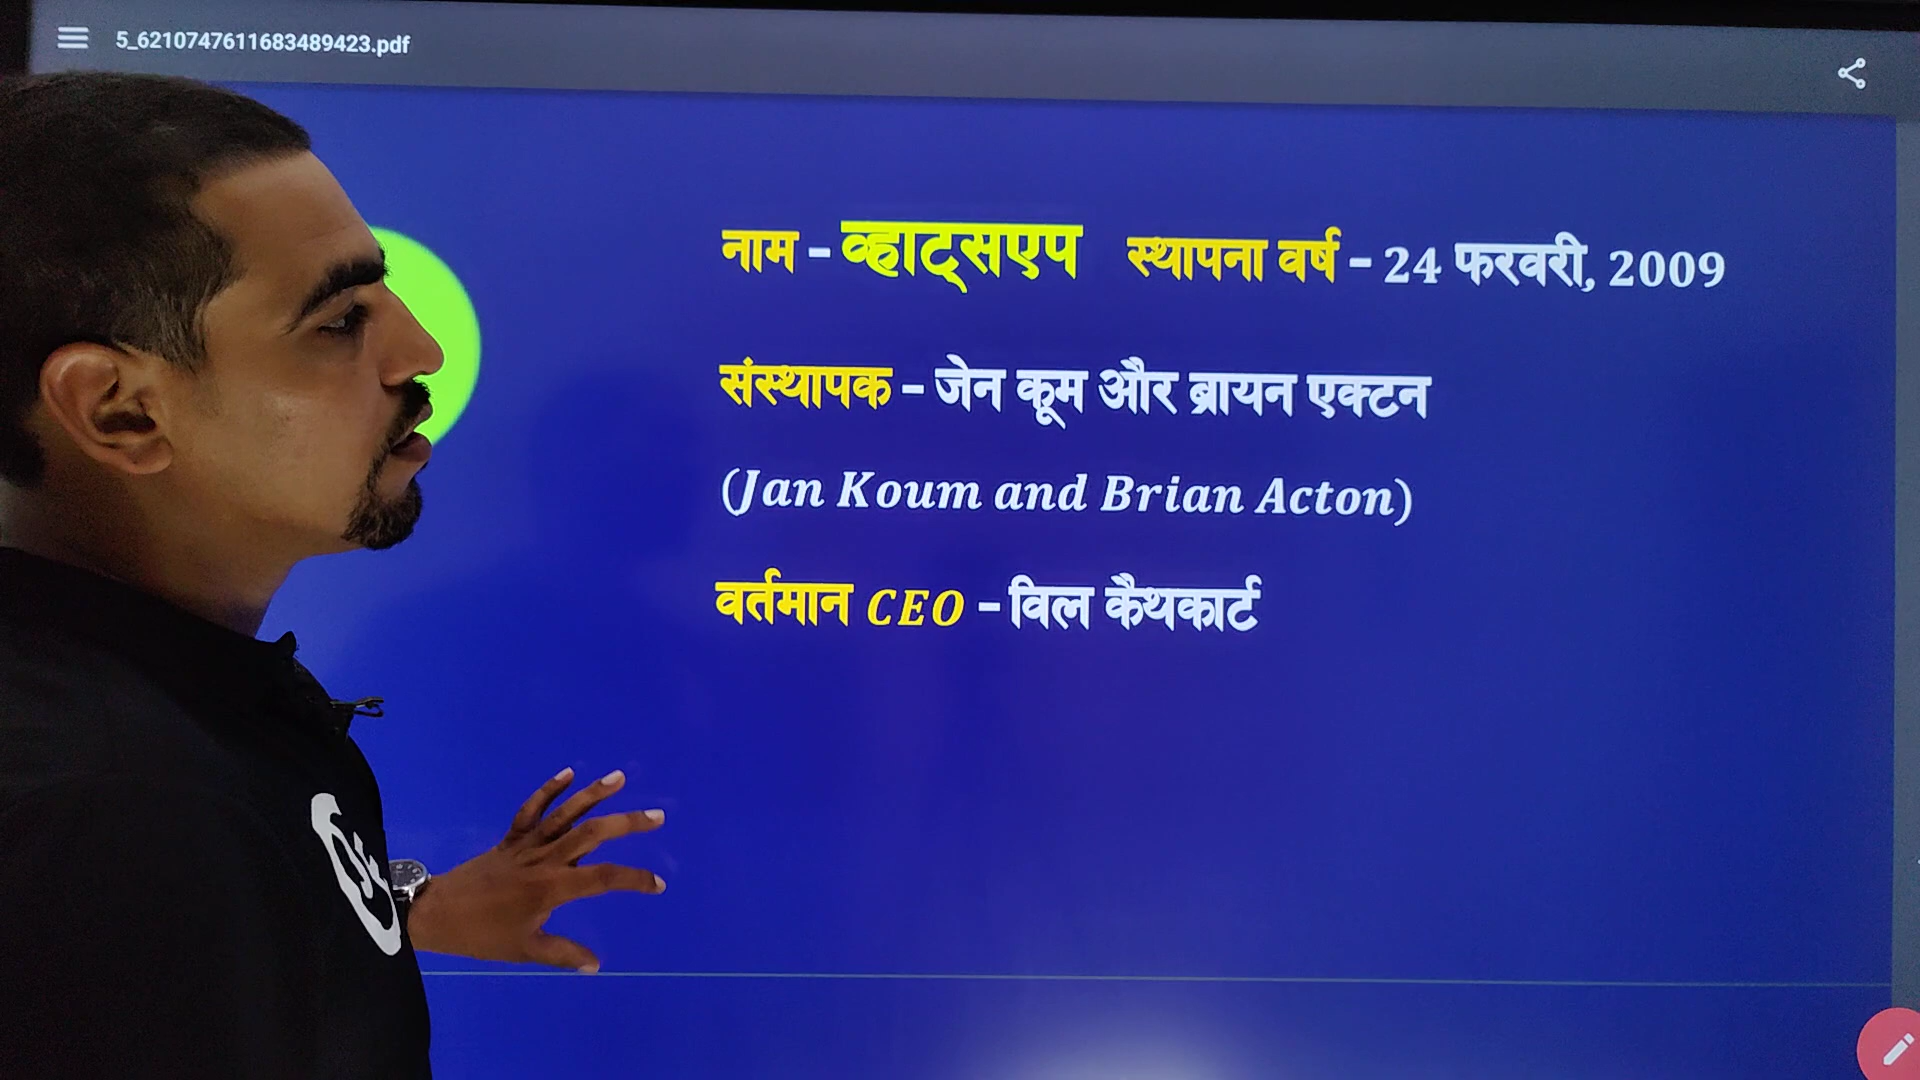 5_6210747611683489423.pdf
नाम - व्हाट्सएप स्थापना वर्ष - 24 फरवरी, 2009
संस्थापक - जेन कूम और ब्रायन एक्टन
(Jan Koum and Brian Acton)
वर्तमान CEO - विल कैथकार्ट